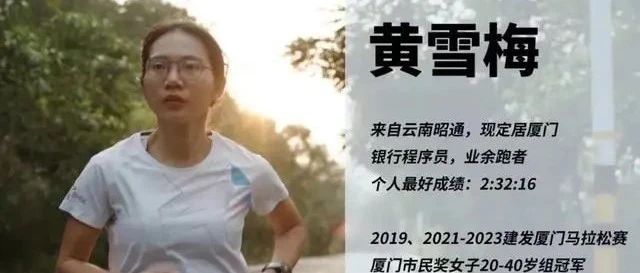 黄雪梅
来自云南昭通，现定居厦门
银行程序员，业余跑者
个人最好成绩：2:32:16
2019、2021-2023建发厦门马拉松赛
厦门市民奖女子20-40岁组冠军